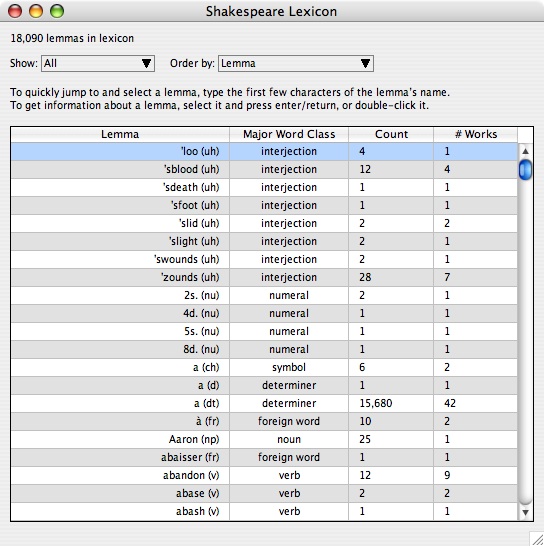 Shakespeare Lexicon
18,090 lemmas in lexicon
Show: All Order by: Lemma
To quickly jump to and select a lemma, type the first few characters of the lemma's name.
To get information about a lemma, select it and press enter/return, or double-click it.
Lemma Major Word Class Count # Works
'loo (uh) interjection 4 1
'sblood (uh) interjection 12 4
'sdeath (uh) interjection 1 1
'sfoot (uh) interjection 1 1
'slid (uh) interjection 2 2
'slight (uh) interjection 2 1
'swounds (uh) interjection 2 1
'zounds (uh) interjection 28 7
2s. (nu) numeral 2 1
4d. (nu) numeral 1 1
5s. (nu) numeral 1 1
8d. (nu) numeral 1 1
a (ch) symbol 6 2
a (d) determiner 1 1
a (dt) determiner 15,680 42
à (fr) foreign word 10 2
Aaron (np) noun 25 1
abaisser (fr) foreign word 1 1
abandon (v) verb 12 9
abase (v) verb 2 2
abash (v) verb 1 1